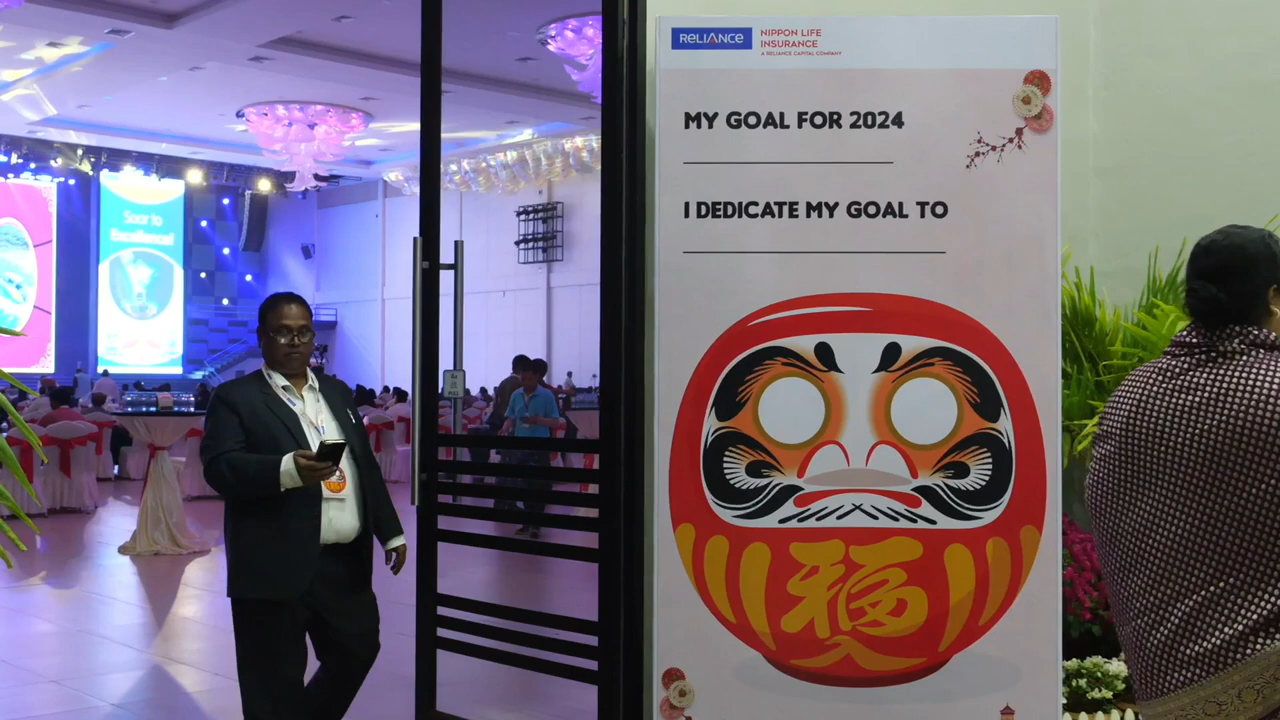 Soar to
Excellence!
RELIANCE
NIPPON LIFE
INSURANCE
A RELIANCE CAPITAL COMPANY
MY GOAL FOR 2024
I DEDICATE MY GOAL TO
福
PULL